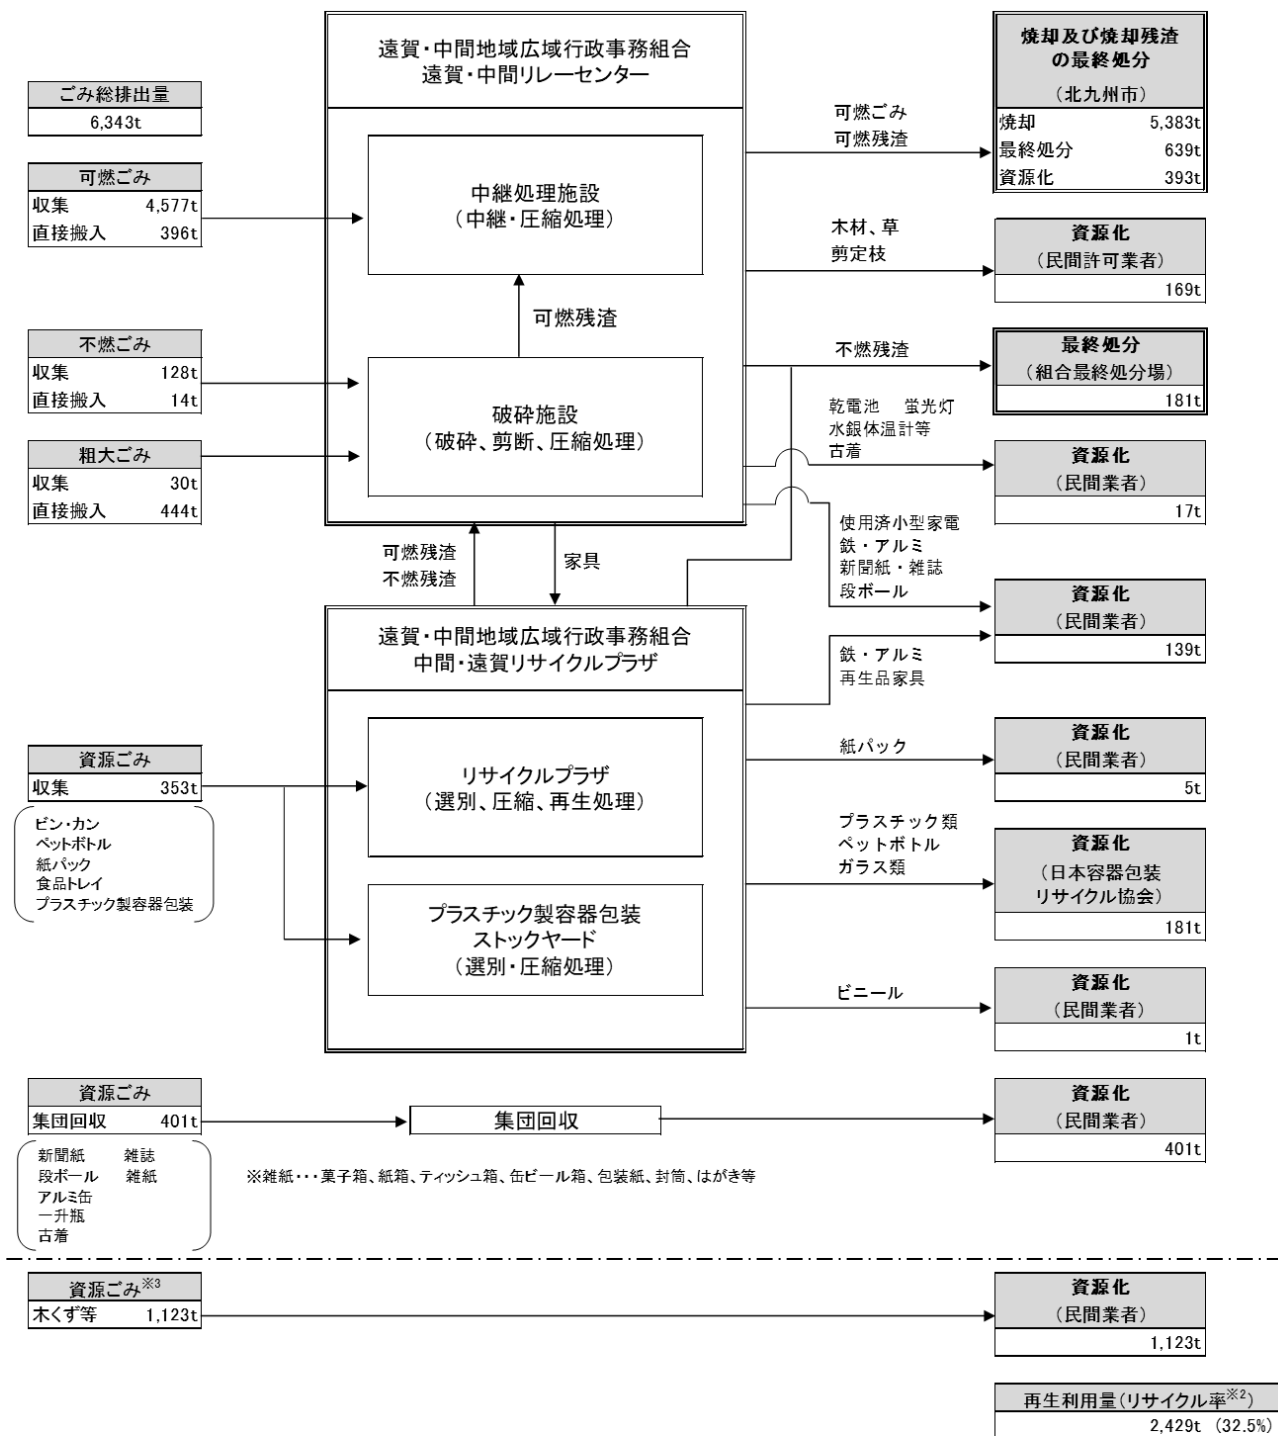 ごみ総排出量
6,343t
可燃ごみ
収集 4,577t
直接搬入 396t
不燃ごみ
収集 128t
直接搬入 14t
粗大ごみ
収集 30t
直接搬入 444t
遠賀・中間地域広域行政事務組合
遠賀・中間リレーセンター
中継処理施設
(中継・圧縮処理)
可燃残渣
破砕施設
(破砕、剪断、圧縮処理)
可燃ごみ
可燃残渣
木材、草
剪定枝
不燃残渣
乾電池 蛍光灯
水銀体温計等
古着
使用済小型家電
鉄・アルミ
新聞紙・雑誌
段ボール
焼却及び焼却残渣
の最終処分
(北九州市)
焼却 5,383t
最終処分 639t
資源化 393t
資源化
(民間許可業者)
169t
最終処分
(組合最終処分場)
181t
資源化
(民間業者)
17t
資源化
(民間業者)
139t
可燃残渣
不燃残渣
家具
遠賀・中間地域広域行政事務組合
中間・遠賀リサイクルプラザ
資源ごみ
収集 353t
ビン・カン
ペットボトル
紙パック
食品トレイ
プラスチック製容器包装
リサイクルプラザ
(選別、圧縮、再生処理)
プラスチック製容器包装
ストックヤード
(選別・圧縮処理)
鉄・アルミ
再生品家具
紙パック
プラスチック類
ペットボトル
ガラス類
ビニール
資源化
(民間業者)
5t
資源化
(日本容器包装
リサイクル協会)
181t
資源化
(民間業者)
1t
資源ごみ
集団回収 401t
新聞紙 雑誌
段ボール 雑紙
アルミ缶
一升瓶
古着
集団回収
※雑紙・・・菓子箱、紙箱、ティッシュ箱、缶ビール箱、包装紙、封筒、はがき等
資源化
(民間業者)
401t
資源ごみ※3
木くず等 1,123t
資源化
(民間業者)
1,123t
再生利用量(リサイクル率※2)
2,429t (32.5%)